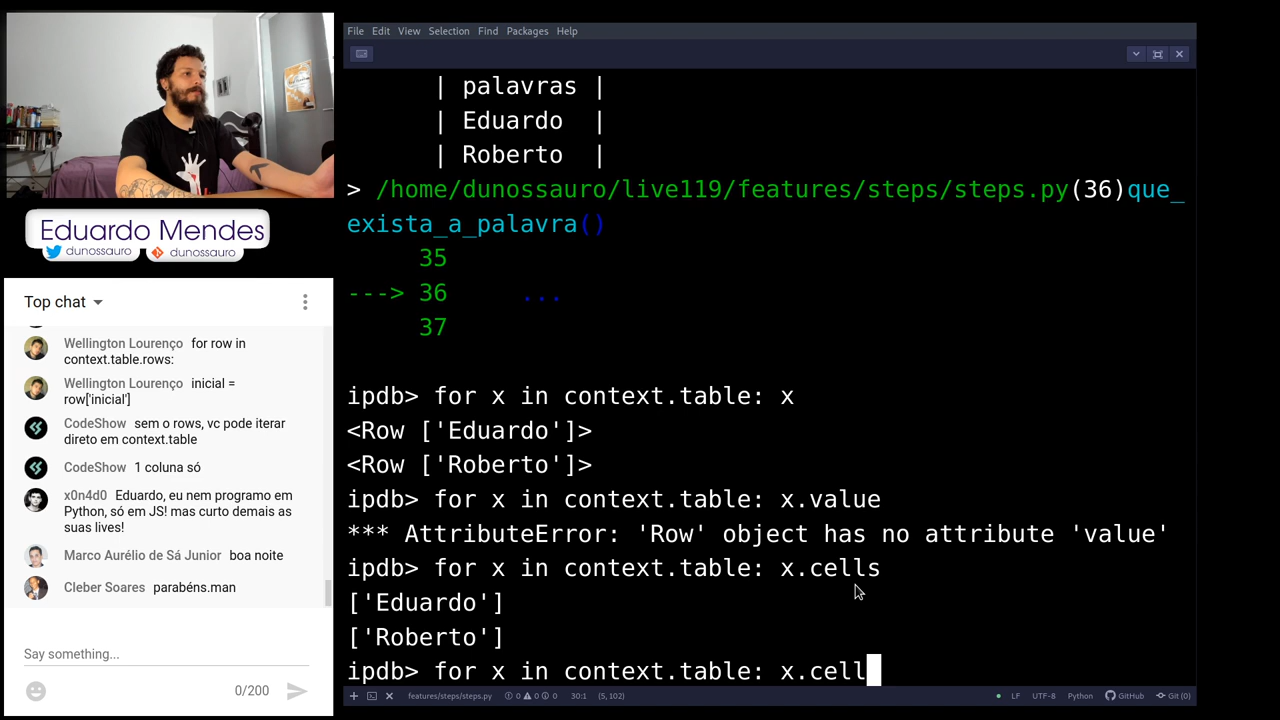 Eduardo Mendes
dunossauro dunossauro
Top chat
Wellington Lourenço for row in
context.table.rows:
Wellington Lourenço inicial =
row['inicial']
CodeShow sem o rows, vc pode iterar
direto em context.table
CodeShow 1 coluna só
x0n4d0 Eduardo, eu nem programo em
Python, só em JS! mas curto demais as
suas lives!
Marco Aurélio de Sá Junior boa noite
Cleber Soares parabéns.man
Say something...
0/200
File Edit View Selection Find Packages Help
| palavras |
| Eduardo |
| Roberto |
> /home/dunossauro/live119/features/steps/steps.py(36)que_
exista_a_palavra()
35
---> 36 ...
37
ipdb> for x in context.table: x
<Row ['Eduardo']>
<Row ['Roberto']>
ipdb> for x in context.table: x.value
*** AttributeError: 'Row' object has no attribute 'value'
ipdb> for x in context.table: x.cells
['Eduardo']
['Roberto']
ipdb> for x in context.table: x.cell
features/steps/steps.py 0 0 0 30:1 (5, 102) LF UTF-8 Python GitHub Git (0)